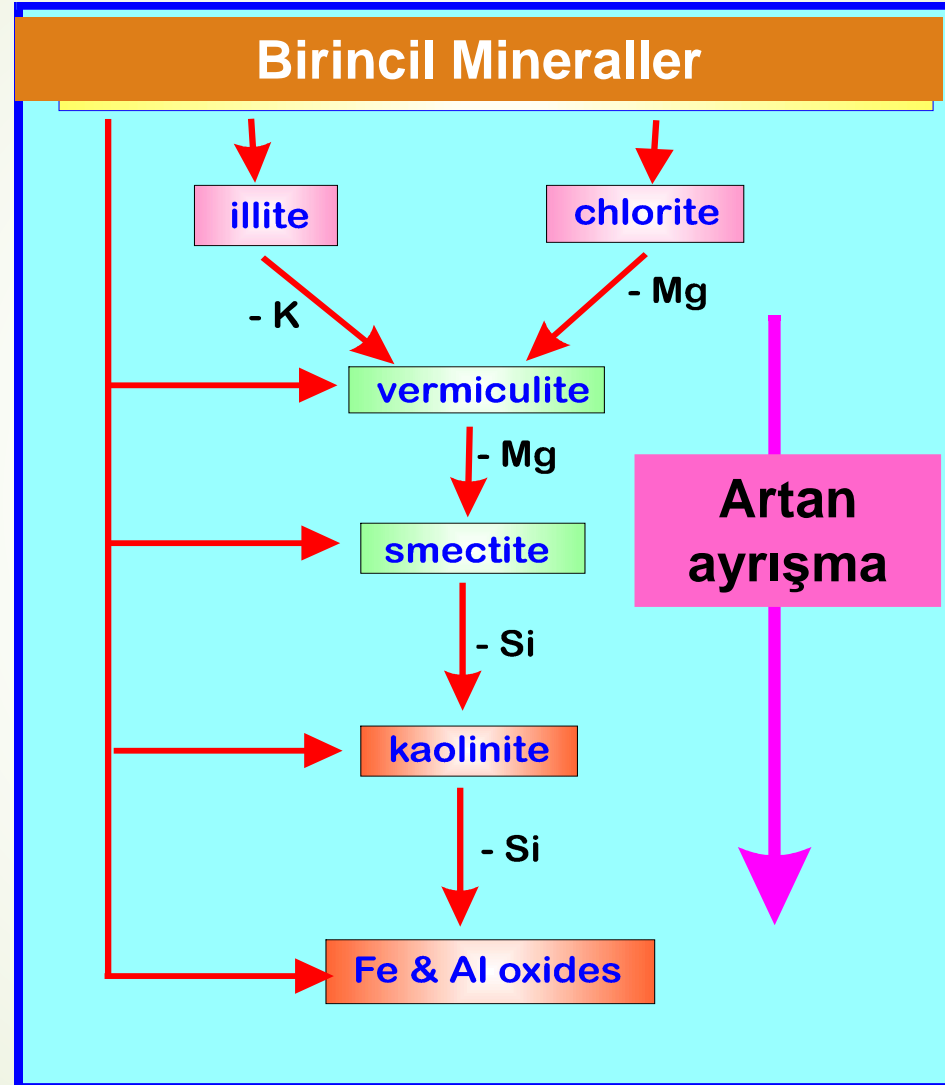 Birincil Mineraller
illite
chlorite
- K
- Mg
vermiculite
- Mg
Artan
ayrışma
smectite
- Si
kaolinite
- Si
Fe & Al oxides